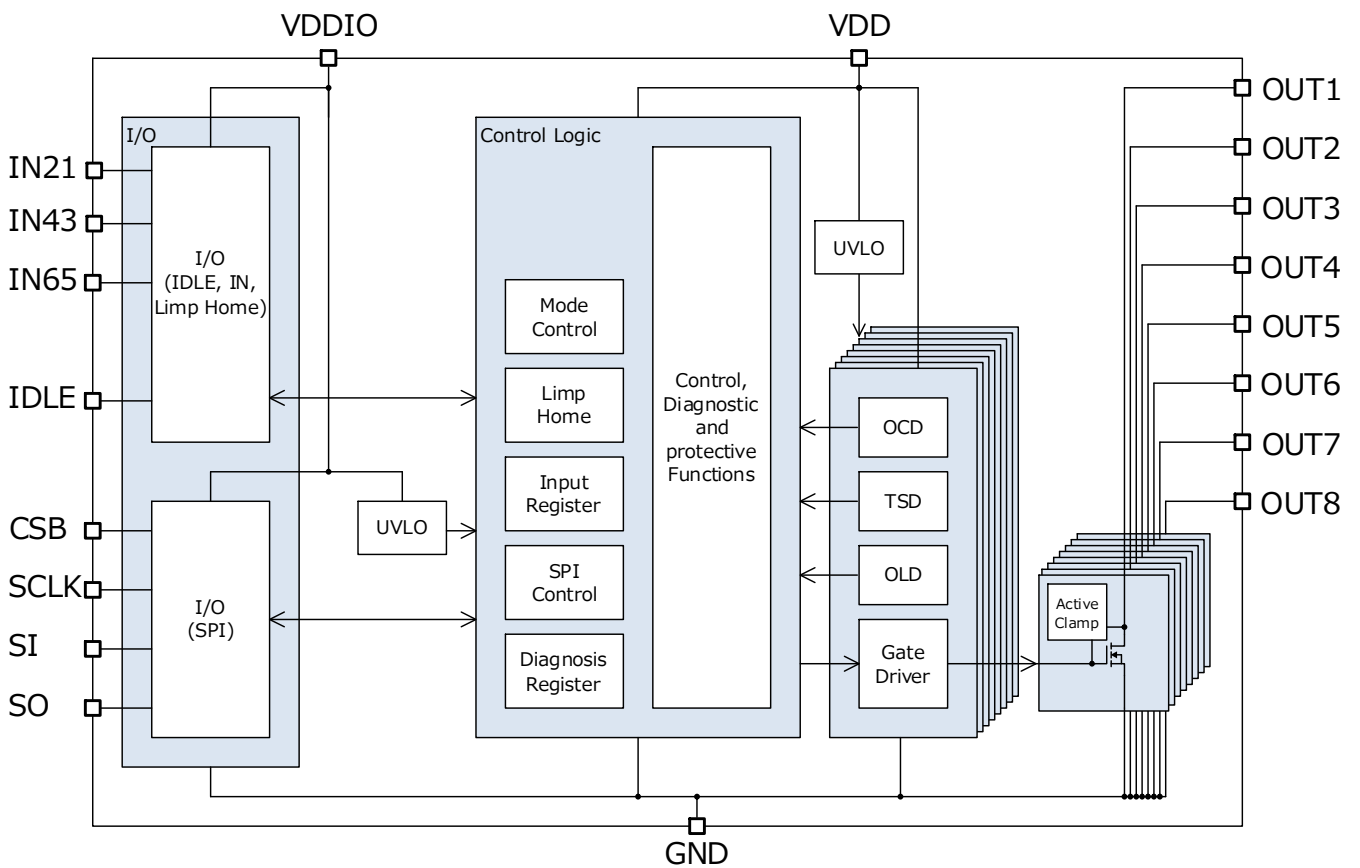 VDDIO
VDD
I/O
IN21
IN43
IN65
IDLE
I/O
(IDLE, IN,
Limp Home)
CSB
SCLK
SI
SO
I/O
(SPI)
UVLO
Control Logic
Mode
Control
Limp
Home
Input
Register
SPI
Control
Diagnosis
Register
Control,
Diagnostic
and
protective
Functions
UVLO
OCD
TSD
OLD
Gate
Driver
Active
Clamp
OUT1
OUT2
OUT3
OUT4
OUT5
OUT6
OUT7
OUT8
GND